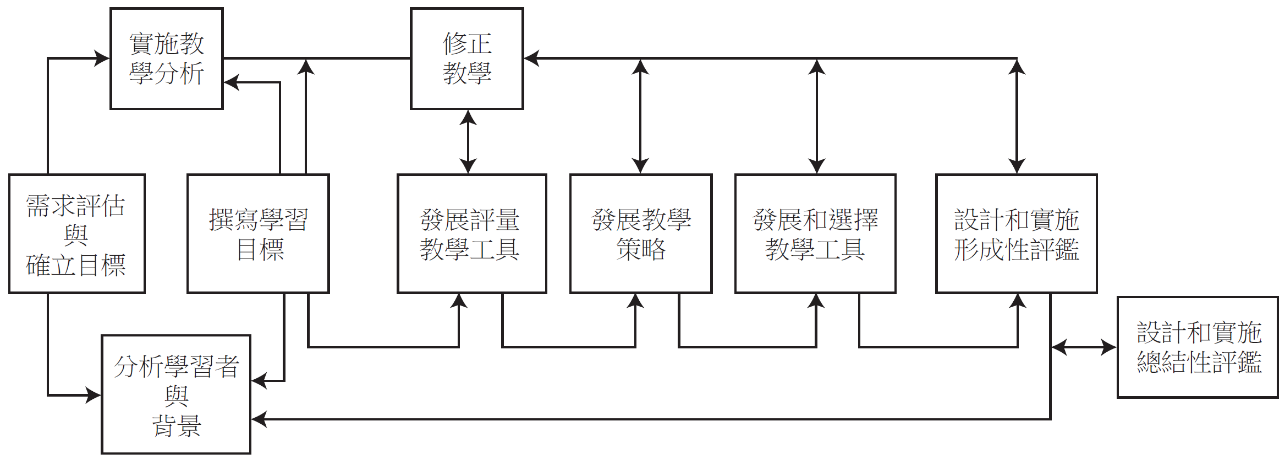 實施教
學分析
修正
教學
需求評估
與
確立目標
撰寫學習
目標
發展評量
教學工具
發展教學
策略
發展和選擇
教學工具
設計和實施
形成性評鑑
設計和實施
總結性評鑑
分析學習者
與
背景